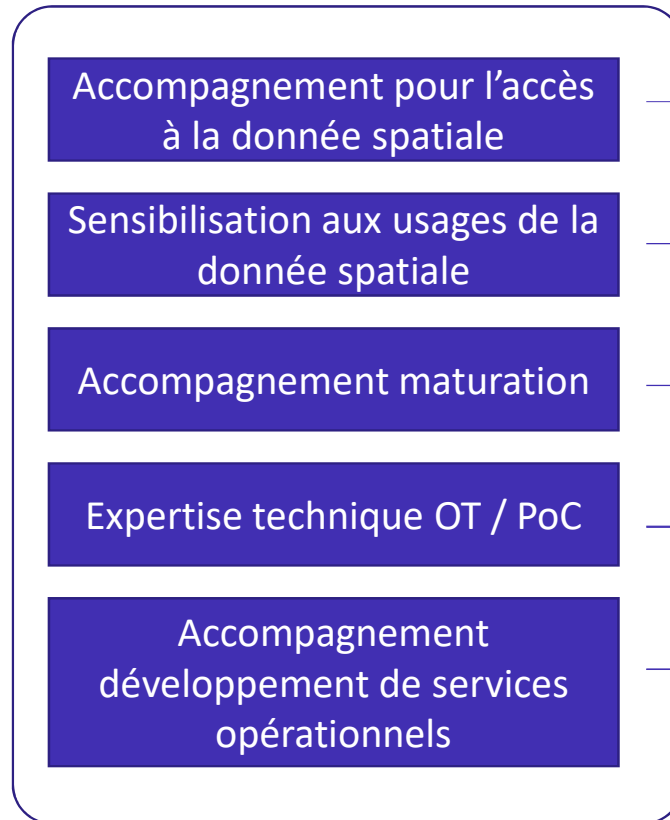 Accompagnement pour l’accès
à la donnée spatiale
Sensibilisation aux usages de la
donnée spatiale
Accompagnement maturation
Expertise technique OT / PoC
Accompagnement
développement de services
opérationnels